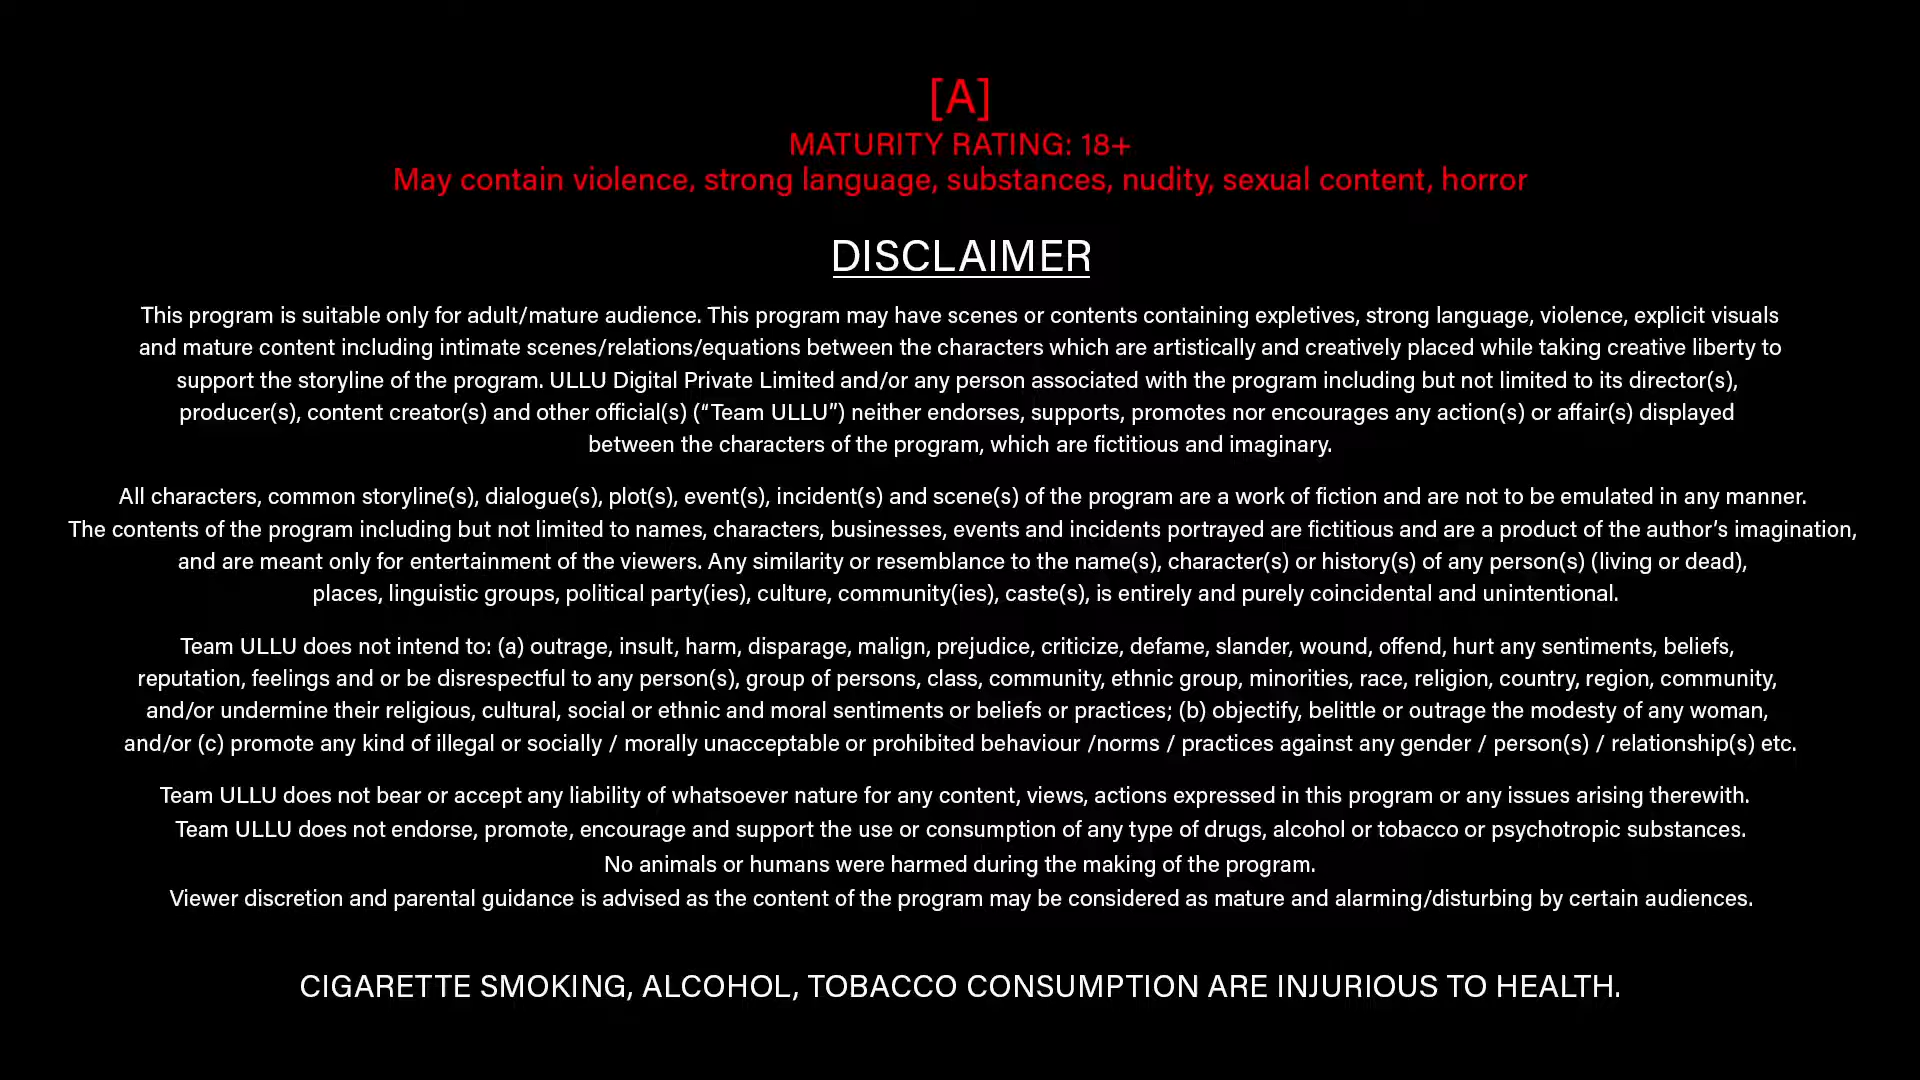 [A]
MATURITY RATING: 18+
May contain violence, strong language, substances, nudity, sexual content, horror
DISCLAIMER
This program is suitable only for adult/mature audience. This program may have scenes or contents containing expletives, strong language, violence, explicit visuals
and mature content including intimate scenes/relations/equations between the characters which are artistically and creatively placed while taking creative liberty to
support the storyline of the program. ULLU Digital Private Limited and/or any person associated with the program including but not limited to its director(s),
producer(s), content creator(s) and other official(s) (“Team ULLU”) neither endorses, supports, promotes nor encourages any action(s) or affair(s) displayed
between the characters of the program, which are fictitious and imaginary.
All characters, common storyline(s), dialogue(s), plot(s), event(s), incident(s) and scene(s) of the program are a work of fiction and are not to be emulated in any manner.
The contents of the program including but not limited to names, characters, businesses, events and incidents portrayed are fictitious and are a product of the author’s imagination,
and are meant only for entertainment of the viewers. Any similarity or resemblance to the name(s), character(s) or history(s) of any person(s) (living or dead),
places, linguistic groups, political party(ies), culture, community(ies), caste(s), is entirely and purely coincidental and unintentional.
Team ULLU does not intend to: (a) outrage, insult, harm, disparage, malign, prejudice, criticize, defame, slander, wound, offend, hurt any sentiments, beliefs,
reputation, feelings and or be disrespectful to any person(s), group of persons, class, community, ethnic group, minorities, race, religion, country, region, community,
and/or undermine their religious, cultural, social or ethnic and moral sentiments or beliefs or practices; (b) objectify, belittle or outrage the modesty of any woman,
and/or (c) promote any kind of illegal or socially / morally unacceptable or prohibited behaviour /norms / practices against any gender / person(s) / relationship(s) etc.
Team ULLU does not bear or accept any liability of whatsoever nature for any content, views, actions expressed in this program or any issues arising therewith.
Team ULLU does not endorse, promote, encourage and support the use or consumption of any type of drugs, alcohol or tobacco or psychotropic substances.
No animals or humans were harmed during the making of the program.
Viewer discretion and parental guidance is advised as the content of the program may be considered as mature and alarming/disturbing by certain audiences.
CIGARETTE SMOKING, ALCOHOL, TOBACCO CONSUMPTION ARE INJURIOUS TO HEALTH.